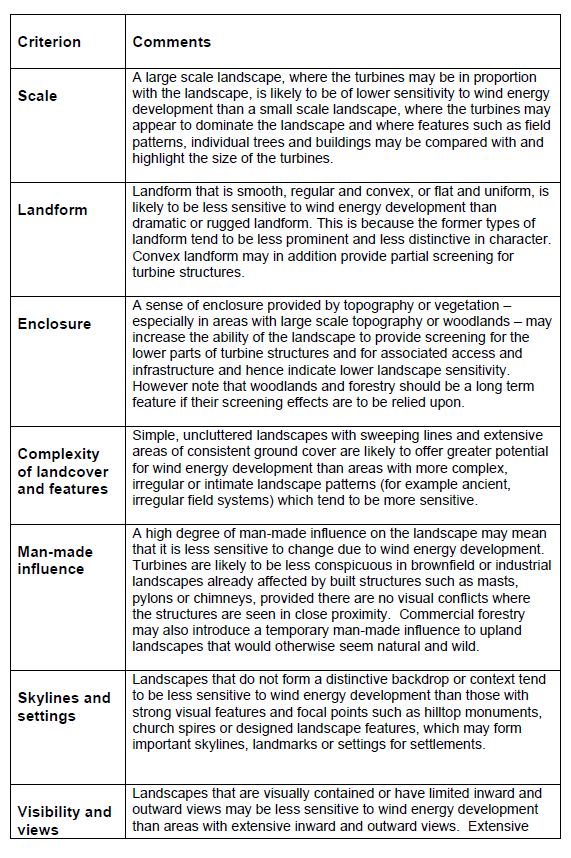 Criterion
Comments
Scale
A large scale landscape, where the turbines may be in proportion
with the landscape, is likely to be of lower sensitivity to wind energy
development than a small scale landscape, where the turbines may
appear to dominate the landscape and where features such as field
patterns, individual trees and buildings may be compared with and
highlight the size of the turbines.
Landform
Landform that is smooth, regular and convex, or flat and uniform, is
likely to be less sensitive to wind energy development than
dramatic or rugged landform. This is because the former types of
landform tend to be less prominent and less distinctive in character.
Convex landform may in addition provide partial screening for
turbine structures.
Enclosure
A sense of enclosure provided by topography or vegetation –
especially in areas with large scale topography or woodlands – may
increase the ability of the landscape to provide screening for the
lower parts of turbine structures and for associated access and
infrastructure and hence indicate lower landscape sensitivity.
However note that woodlands and forestry should be a long term
feature if their screening effects are to be relied upon.
Complexity
of landcover
and features
Simple, uncluttered landscapes with sweeping lines and extensive
areas of consistent ground cover are likely to offer greater potential
for wind energy development than areas with more complex,
irregular or intimate landscape patterns (for example ancient,
irregular field systems) which tend to be more sensitive.
Man-made
influence
A high degree of man-made influence on the landscape may mean
that it is less sensitive to change due to wind energy development.
Turbines are likely to be less conspicuous in brownfield or industrial
landscapes already affected by built structures such as masts,
pylons or chimneys, provided there are no visual conflicts where
the structures are seen in close proximity.  Commercial forestry
may also introduce a temporary man-made influence to upland
landscapes that would otherwise seem natural and wild.
Skylines and
settings
Landscapes that do not form a distinctive backdrop or context tend
to be less sensitive to wind energy development than those with
strong visual features and focal points such as hilltop monuments,
church spires or designed landscape features, which may form
important skylines, landmarks or settings for settlements.
Visibility and
views
Landscapes that are visually contained or have limited inward and
outward views may be less sensitive to wind energy development
than areas with extensive inward and outward views.  Extensive